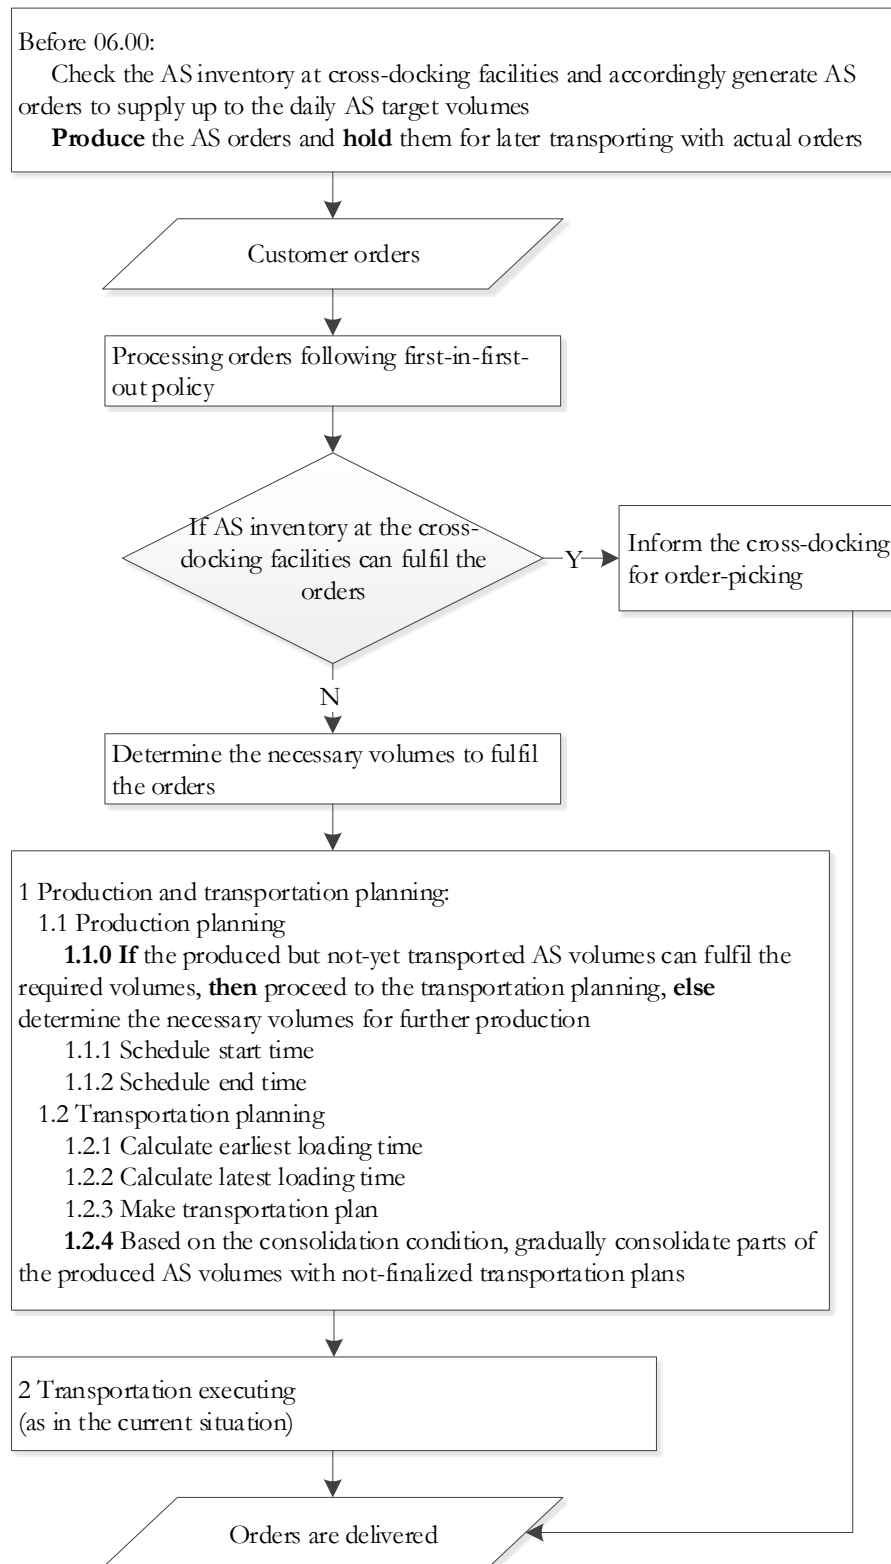 Before 06.00:
Check the AS inventory at cross-docking facilities and accordingly generate AS
orders to supply up to the daily AS target volumes
Produce the AS orders and hold them for later transporting with actual orders
Customer orders
Processing orders following first-in-first-
out policy
If AS inventory at the cross-
docking facilities can fulfil the
orders
Y
Inform the cross-docking
for order-picking
N
Determine the necessary volumes to fulfil
the orders
1 Production and transportation planning:
1.1 Production planning
1.1.0 If the produced but not-yet transported AS volumes can fulfil the
required volumes, then proceed to the transportation planning, else
determine the necessary volumes for further production
1.1.1 Schedule start time
1.1.2 Schedule end time
1.2 Transportation planning
1.2.1 Calculate earliest loading time
1.2.2 Calculate latest loading time
1.2.3 Make transportation plan
1.2.4 Based on the consolidation condition, gradually consolidate parts of
the produced AS volumes with not-finalized transportation plans
2 Transportation executing
(as in the current situation)
Orders are delivered